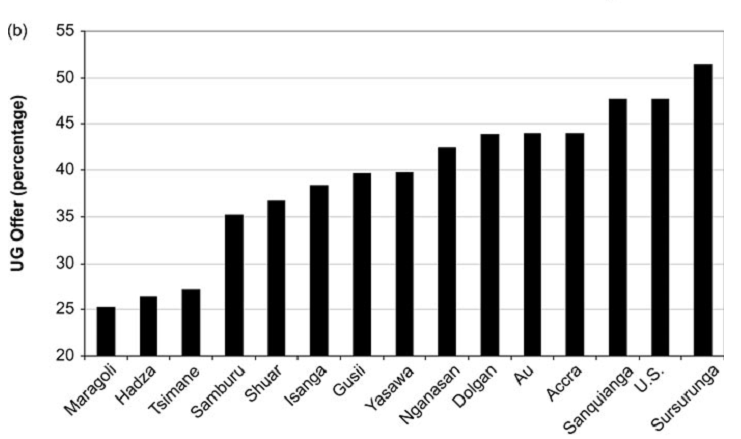 (b)
UG Offer (percentage)
55
50
45
40
35
30
25
20
Maragoli
Hadza
Tsimane
Samburu
Shuar
Isanga
Gusii
Yasawa
Nganasan
Dolgan
Au
Accra
Sanquianga
U.S.
Sursurunga